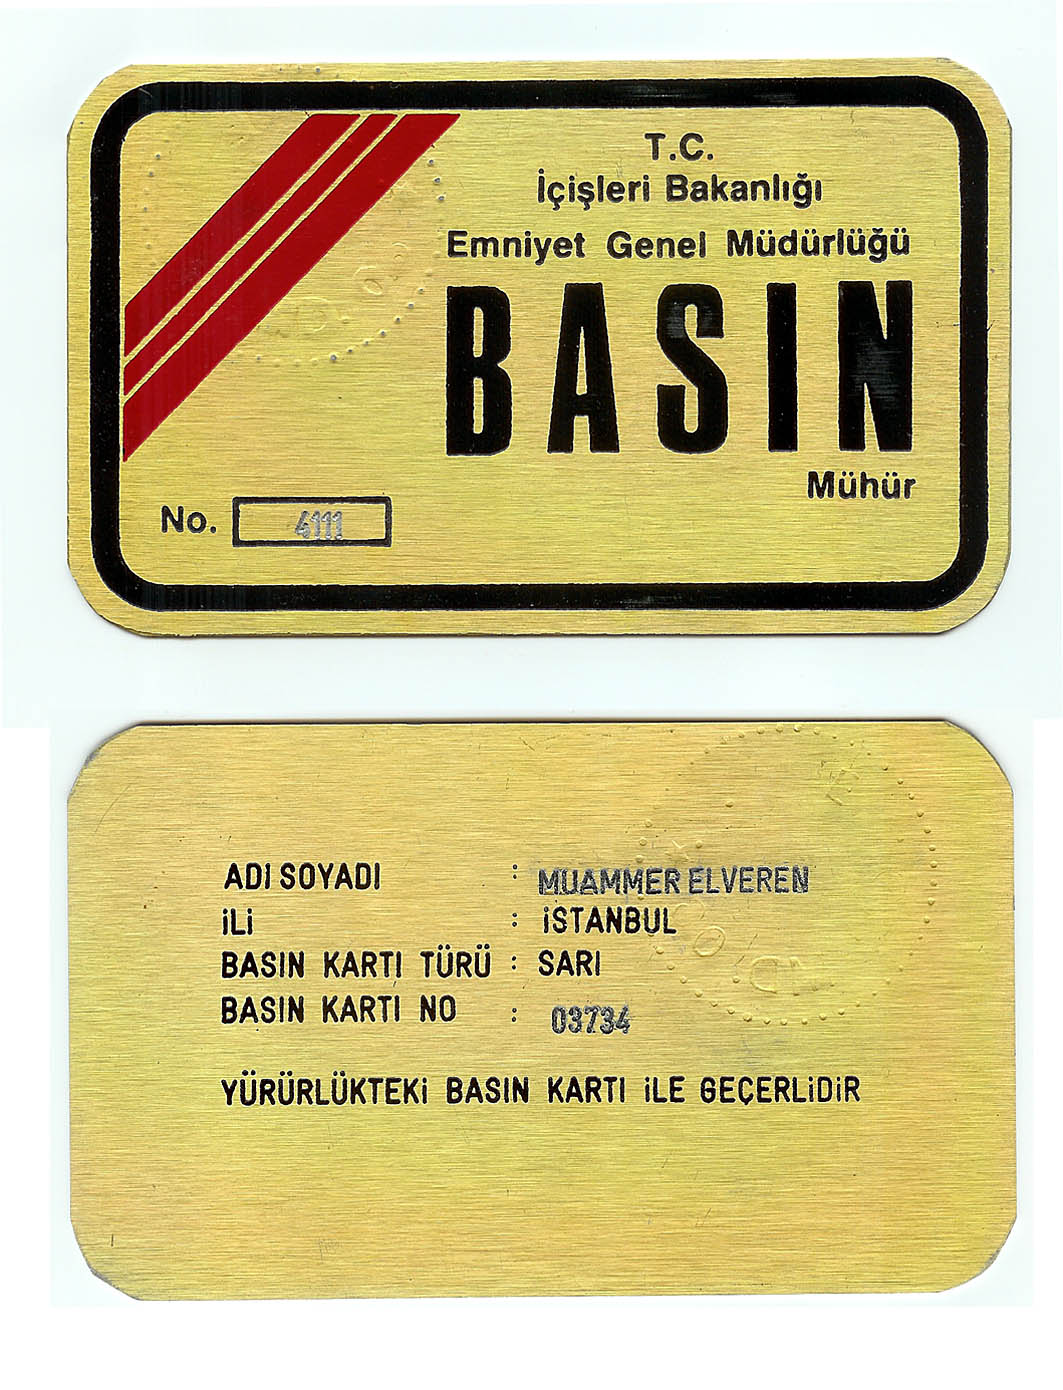 T.C.
İçişleri Bakanlığı
Emniyet Genel Müdürlüğü
BASIN
Mühür
No. 4111
ADI SOYADI : MUAMMER ELVEREN
İLİ : İSTANBUL
BASIN KARTI TÜRÜ : SARI
BASIN KARTI NO : 03734
YÜRÜRLÜKTEKİ BASIN KARTI İLE GEÇERLİDİR